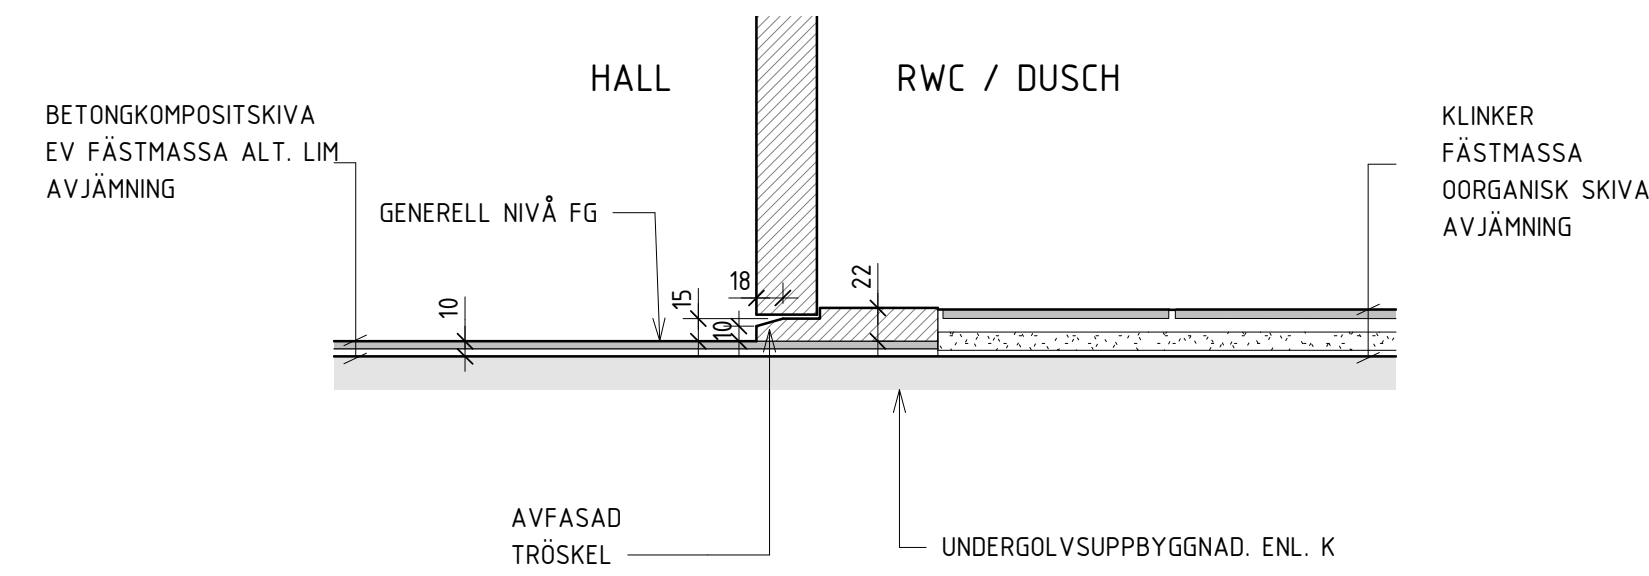 HALL
RWC / DUSCH
BETONGKOMPOSITSKIVA
EV FÄSTMASSA ALT. LIM
AVJÄMNING
KLINKER
FÄSTMASSA
OORGANISK SKIVA
AVJÄMNING
GENERELL NIVÅ FG
10
15
10
18
22
AVFASAD
TRÖSKEL
UNDERGOLVSUPPBYGGNAD. ENL. K